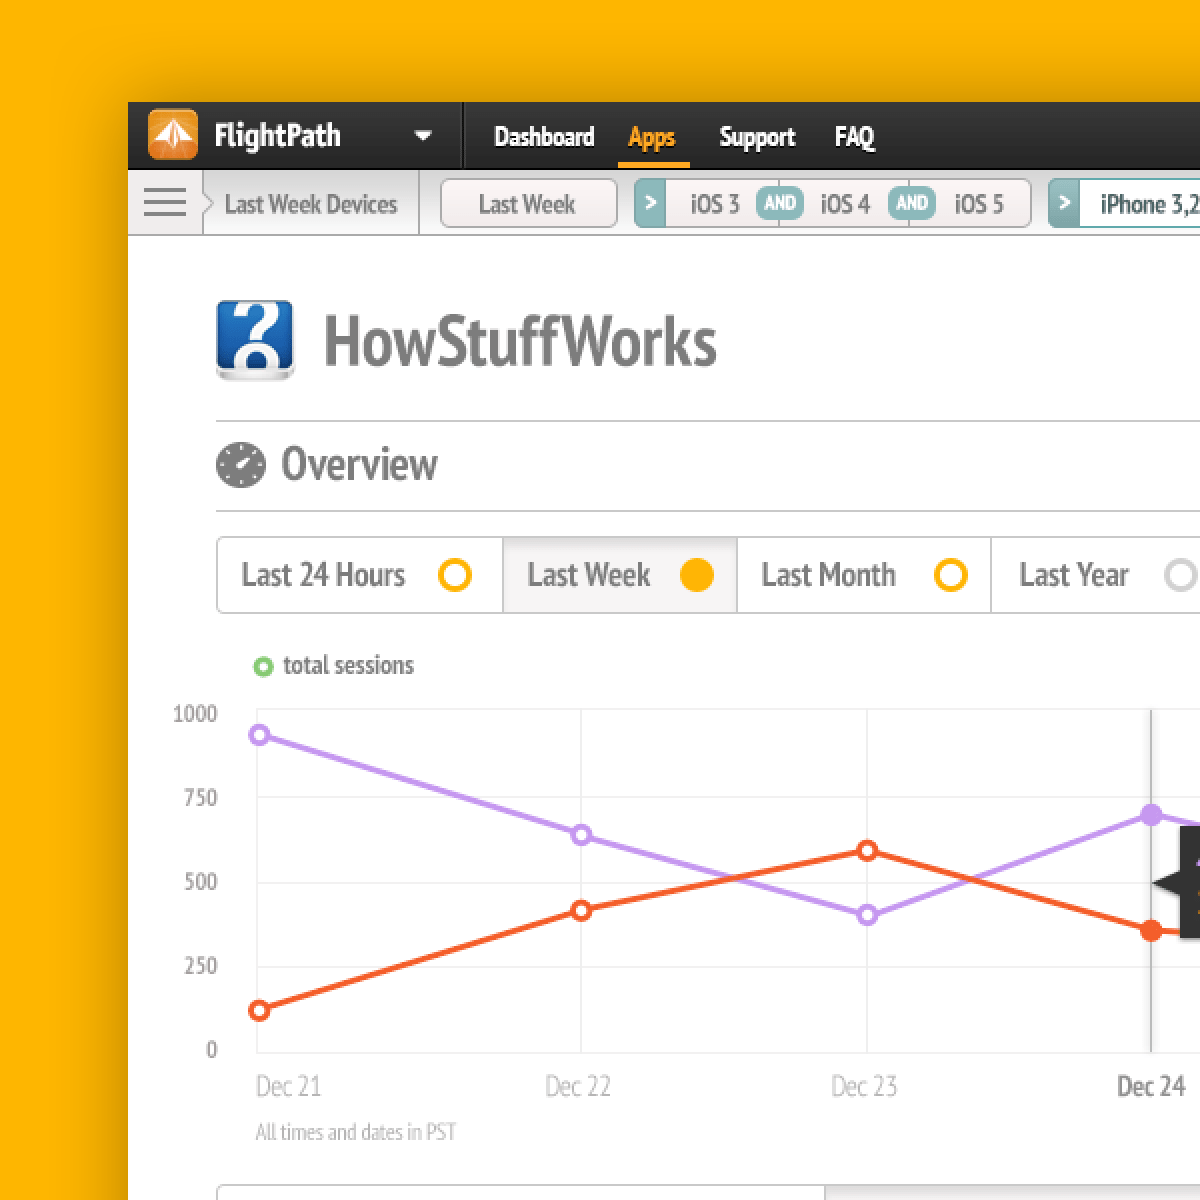 FlightPath Dashboard Apps Support FAQ
Last Week Devices Last Week > iOS 3 AND iOS 4 AND iOS 5 > iPhone 3,2
HowStuffWorks
Overview
Last 24 Hours Last Week Last Month Last Year
total sessions
1000
750
500
250
0
Dec 21 Dec 22 Dec 23 Dec 24
All times and dates in PST